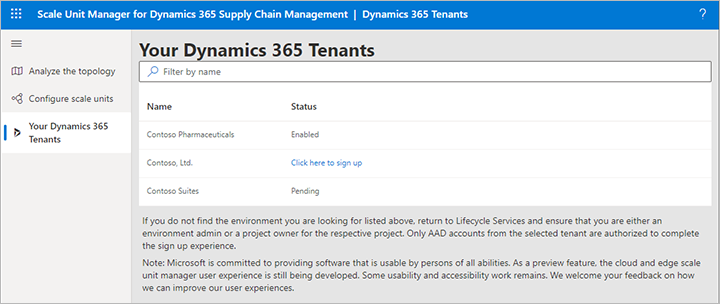 Scale Unit Manager for Dynamics 365 Supply Chain Management | Dynamics 365 Tenants ?
Analyze the topology
Configure scale units
Your Dynamics 365
Tenants
Your Dynamics 365 Tenants
Filter by name
Name Status
Contoso Pharmaceuticals Enabled
Contoso, Ltd. Click here to sign up
Contoso Suites Pending
If you do not find the environment you are looking for listed above, return to Lifecycle Services and ensure that you are either an
environment admin or a project owner for the respective project. Only AAD accounts from the selected tenant are authorized to complete
the sign up experience.
Note: Microsoft is committed to providing software that is usable by persons of all abilities. As a preview feature, the cloud and edge scale
unit manager user experience is still being developed. Some usability and accessibility work remains. We welcome your feedback on how
we can improve our user experiences.